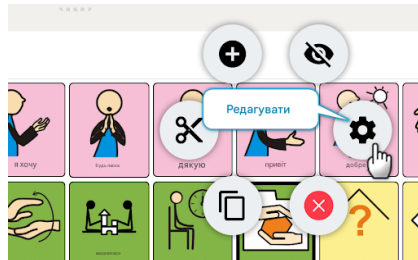 Редагувати
я хочу
будь ласка
дякую
привіт
добре
?